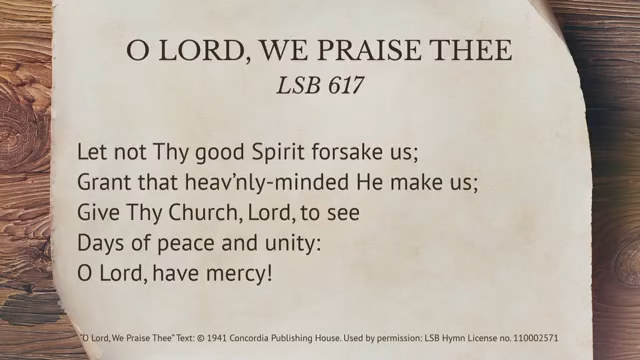 O LORD, WE PRAISE THEE
LSB 617
Let not Thy good Spirit forsake us;
Grant that heav’nly-minded He make us;
Give Thy Church, Lord, to see
Days of peace and unity:
O Lord, have mercy!
"O Lord, We Praise Thee" Text: © 1941 Concordia Publishing House. Used by permission: LSB Hymn License no. 110002571